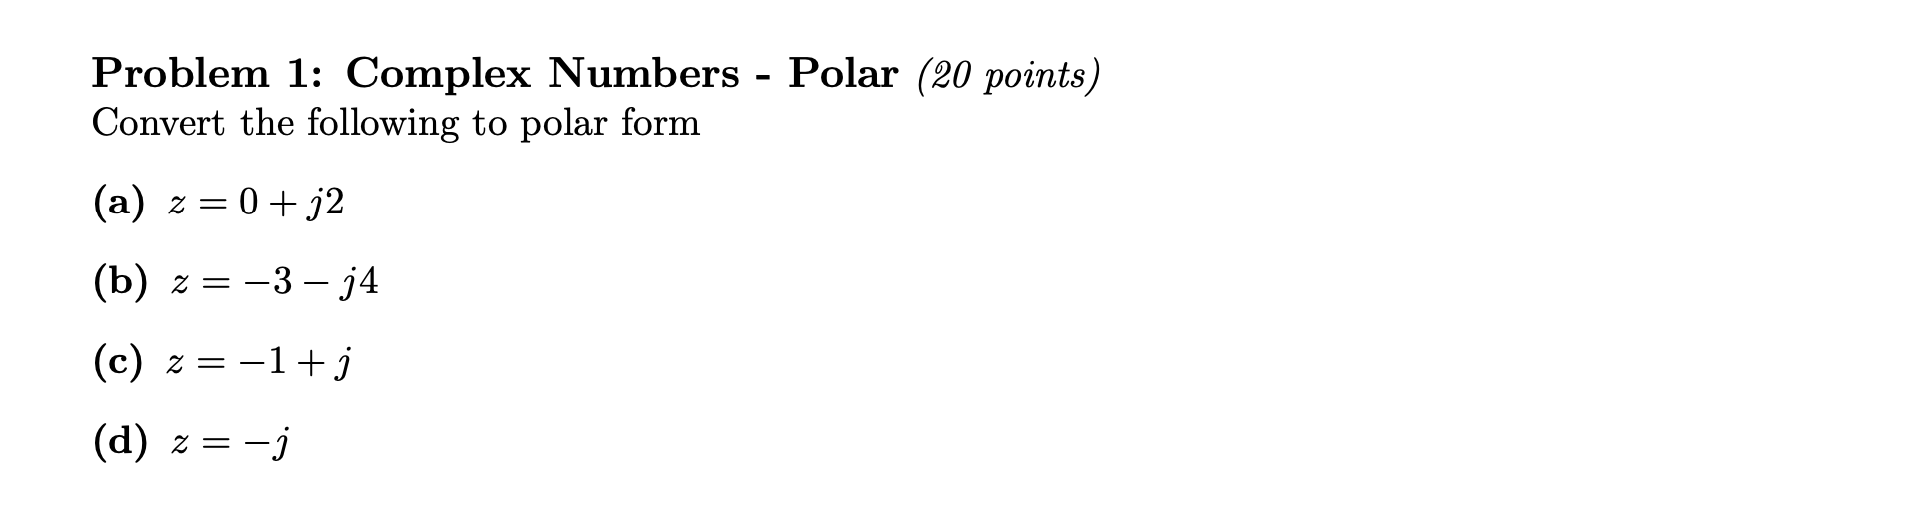 Problem 1: Complex Numbers - Polar (20 points)
Convert the following to polar form
(a) z = 0 + j2
(b) z = −3 − j4
(c) z = −1 + j
(d) z = −j